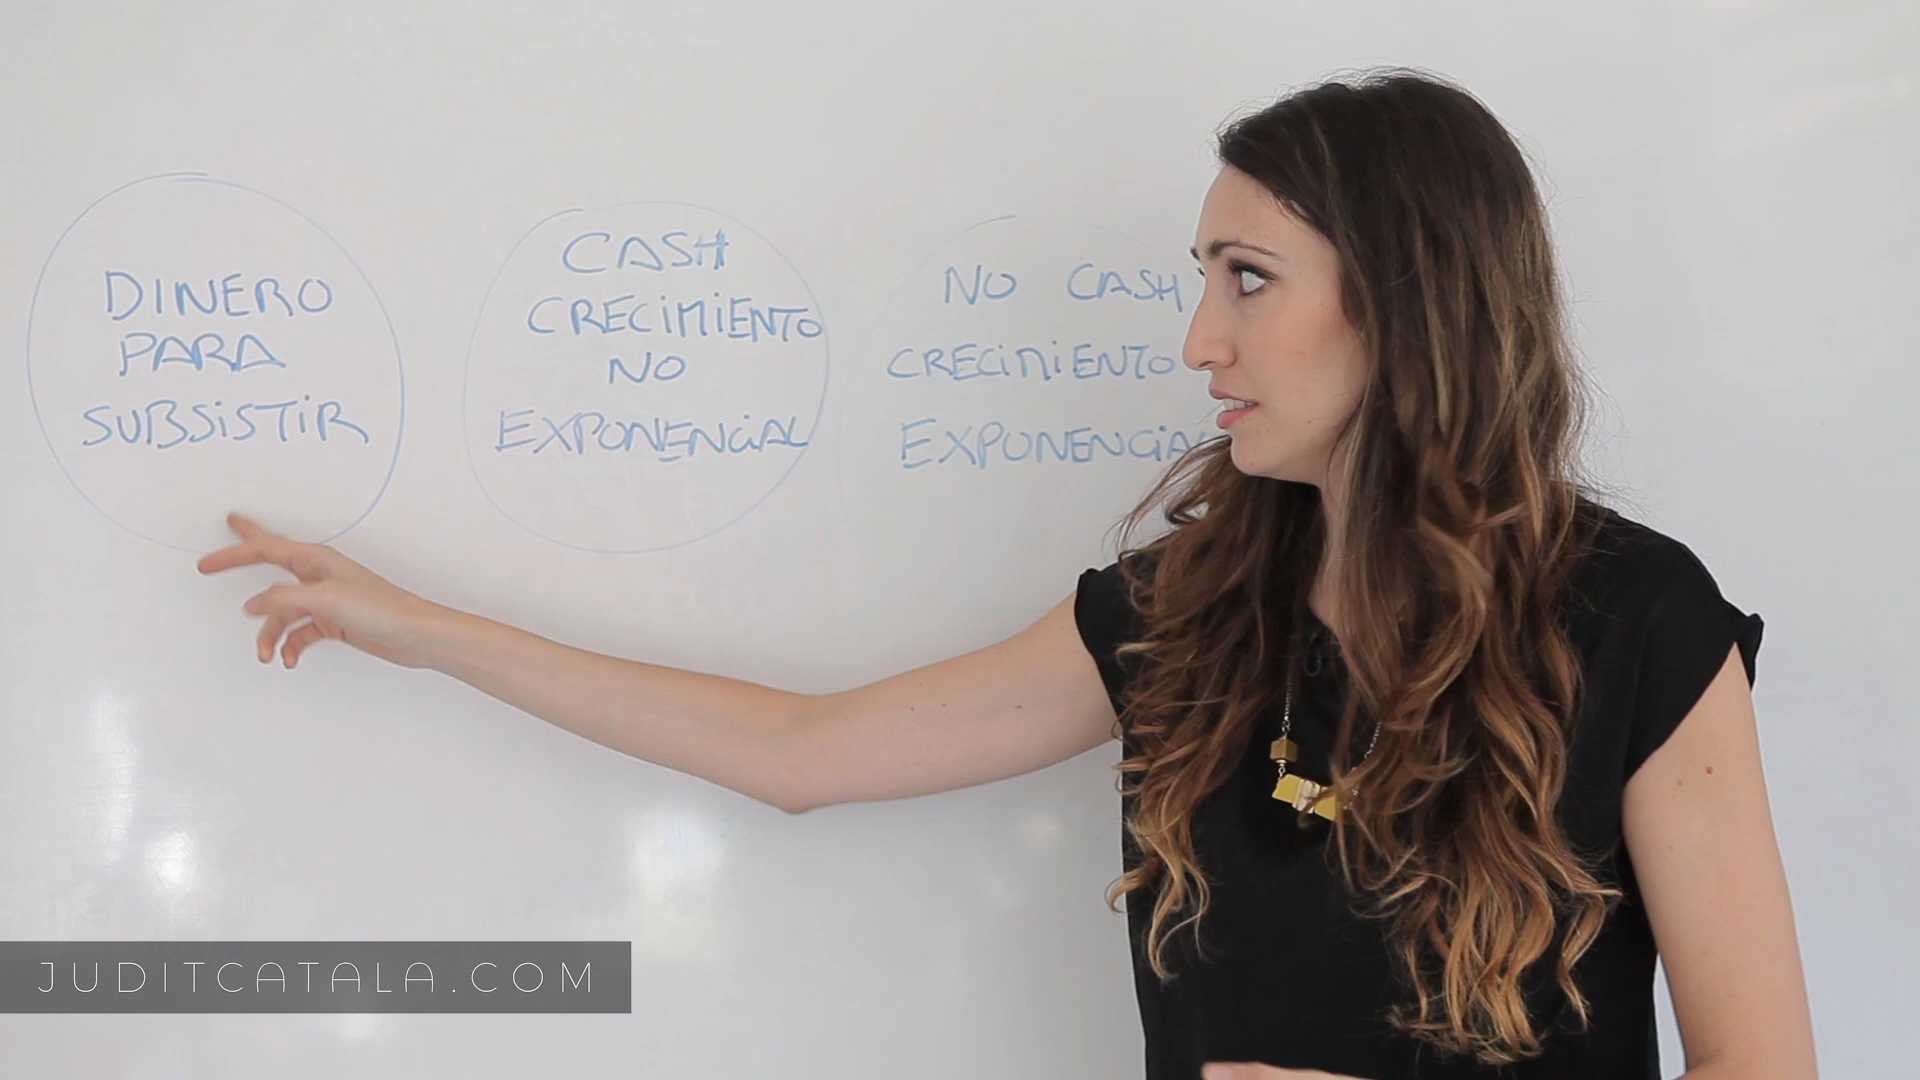 DINERO
PARA
SUBSISTIR
CASH
CRECIMIENTO
NO
EXPONENCIAL
NO CASH
CRECIMIENTO
EXPONENCIAL
JUDITCATALA.COM